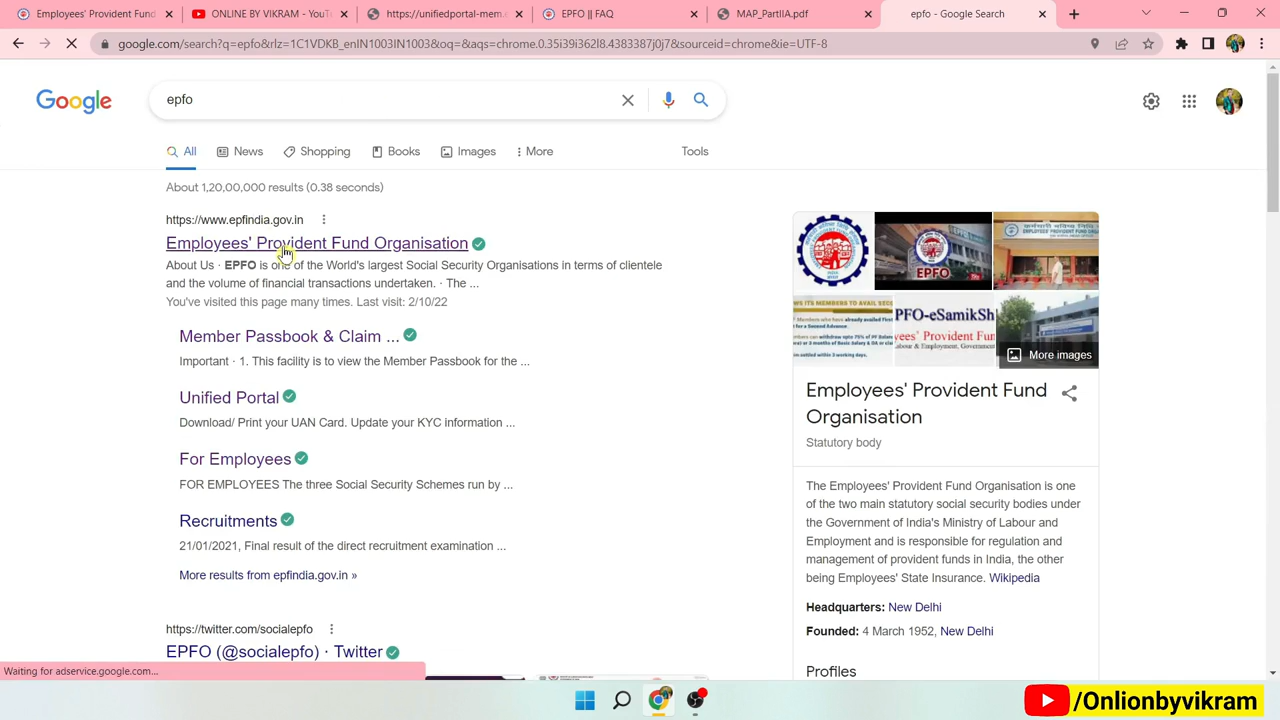 EPFO || For Employees
ONLINE BY VIKRAM - YouT
https://unifiedportal-mem.e
EPFO || FAQ
MAP_PartIIA.pdf
epfo - Google Search
google.com/search?q=epfo&rlz=1C1VDKB_enIN1003IN1003&oq=&aqs=chrome.0.35i39i362l8.4383387j0j7&sourceid=chrome&ie=UTF-8
Google
epfo
All News Shopping Books Images More Tools
About 1,20,00,000 results (0.38 seconds)
https://www.epfindia.gov.in
Employees' Provident Fund Organisation
About Us · EPFO is one of the World's largest Social Security Organisations in terms of clientele
and the volume of financial transactions undertaken. · The ...
You've visited this page many times. Last visit: 2/10/22
Member Passbook & Claim ...
Important · 1. This facility is to view the Member Passbook for the ...
Unified Portal
Download/ Print your UAN Card. Update your KYC information ...
For Employees
FOR EMPLOYEES The three Social Security Schemes run by ...
Recruitments
21/01/2021, Final result of the direct recruitment examination ...
More results from epfindia.gov.in »
https://twitter.com/socialepfo
EPFO (@socialepfo) · Twitter
EPFO
PFO-eSamikSh
More images
Employees' Provident Fund
Organisation
Statutory body
The Employees' Provident Fund Organisation is one
of the two main statutory social security bodies under
the Government of India's Ministry of Labour and
Employment and is responsible for regulation and
management of provident funds in India, the other
being Employees' State Insurance. Wikipedia
Headquarters: New Delhi
Founded: 4 March 1952, New Delhi
Profiles
Waiting for adservice.google.com...
/Onlionbyvikram